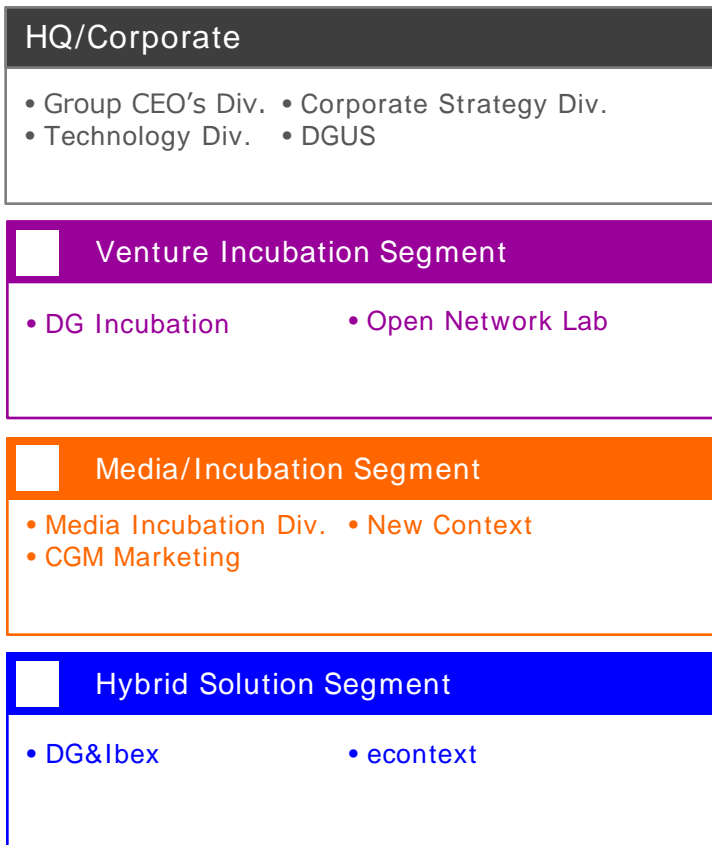 HQ/Corporate
• Group CEO’s Div. • Corporate Strategy Div.
• Technology Div. • DGUS
Venture Incubation Segment
• DG Incubation • Open Network Lab
Media/Incubation Segment
• Media Incubation Div. • New Context
• CGM Marketing
Hybrid Solution Segment
• DG&Ibex • econtext